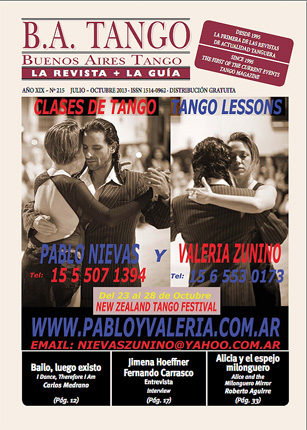 B.A. TANGO
BUENOS AIRES TANGO
LA REVISTA + LA GUÍA
DESDE 1995
LA PRIMERA DE LAS REVISTAS
DE ACTUALIDAD TANGUERA
SINCE 1995
THE FIRST OF THE CURRENT EVENTS
TANGO MAGAZINE
AÑO XIX - Nº 215 JULIO - OCTUBRE 2013 - ISSN 1514-0962 - DISTRIBUCIÓN GRATUITA
CLASES DE TANGO TANGO LESSONS
PABLO NIEVAS Y VALERIA ZUNINO
Tel: 15 5 507 1394 Tel: 15 6 553 0173
Del 23 al 28 de Octubre
NEW ZEALAND TANGO FESTIVAL
WWW.PABLOYVALERIA.COM.AR
EMAIL: NIEVASZUNINO@YAHOO.COM.AR
Bailo, luego existo
I Dance, Therefore I Am
Carlos Medrano
(Pág. 12)
Jimena Hoeffner
Fernando Carrasco
Entrevista
Interview
(Pág. 17)
Alicia y el espejo
milonguero
Alice and the
Milonguero Mirror
Roberto Aguirre
(Pág. 33)